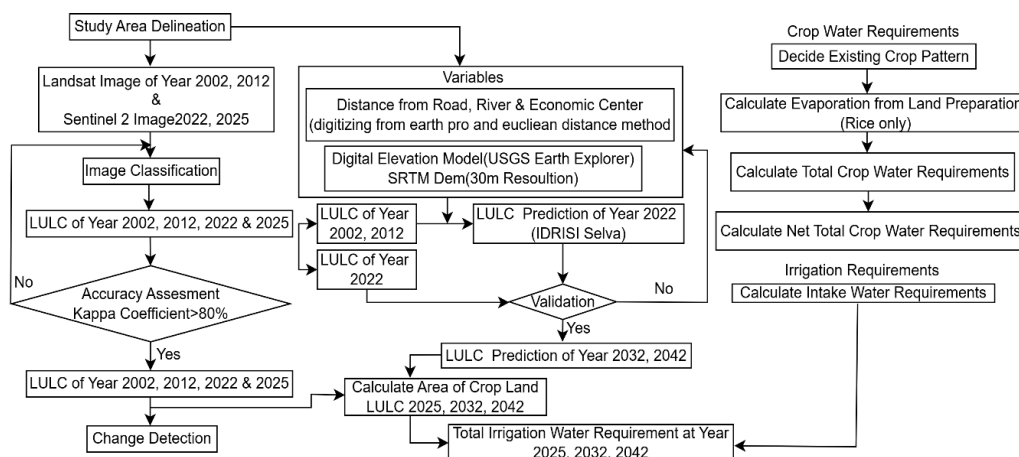 Study Area Delineation
Landsat Image of Year 2002, 2012
&
Sentinel 2 Image2022, 2025
Image Classification
LULC of Year 2002, 2012, 2022 & 2025
No
Accuracy Assesment
Kappa Coefficient>80%
Yes
LULC of Year 2002, 2012, 2022 & 2025
Change Detection
Variables
Distance from Road, River & Economic Center
(digitizing from earth pro and eucliean distance method
Digital Elevation Model(USGS Earth Explorer)
SRTM Dem(30m Resoultion)
LULC of Year
2002, 2012
LULC of Year
2022
LULC Prediction of Year 2022
(IDRISI Selva)
Validation
No
Yes
LULC Prediction of Year 2032, 2042
Calculate Area of Crop Land
LULC 2025, 2032, 2042
Total Irrigation Water Requirement at Year
2025, 2032, 2042
Crop Water Requirements
Decide Existing Crop Pattern
Calculate Evaporation from Land Preparation
(Rice only)
Calculate Total Crop Water Requirements
Calculate Net Total Crop Water Requirements
Irrigation Requirements
Calculate Intake Water Requirements